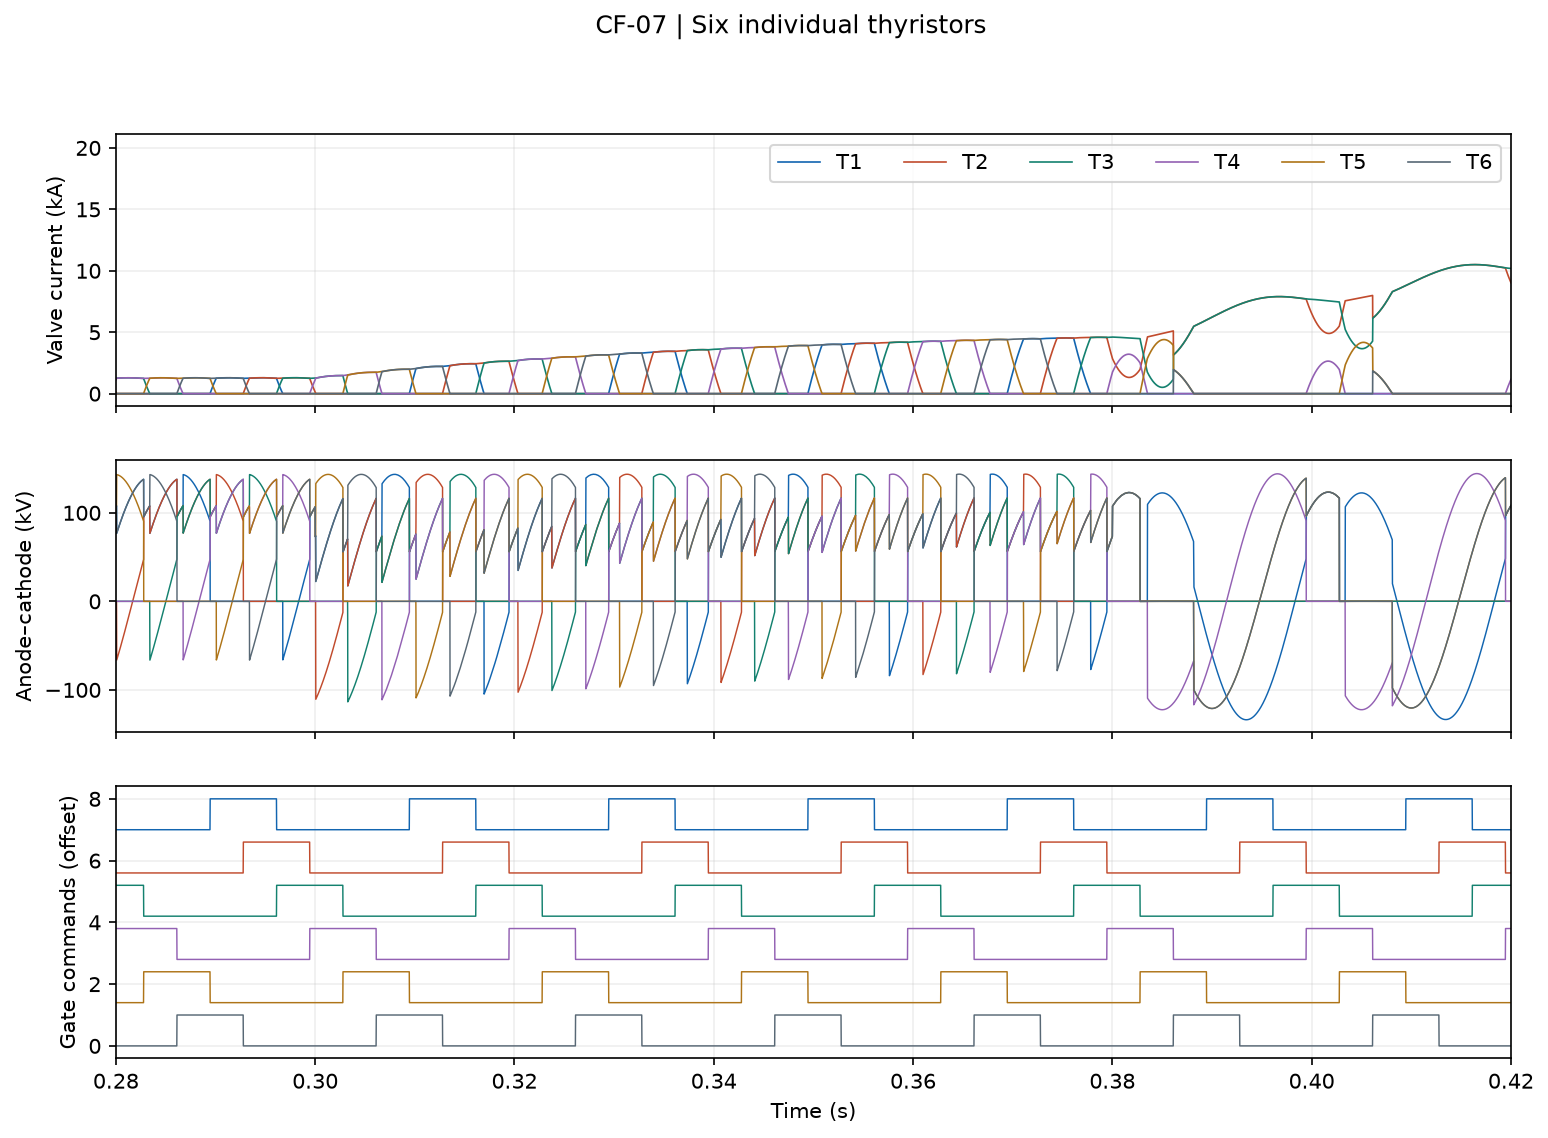 CF-07 | Six individual thyristors
Valve current (kA)
20
15
10
5
0
T1 T2 T3 T4 T5 T6
Anode–cathode (kV)
100
0
−100
Gate commands (offset)
8
6
4
2
0
0.28 0.30 0.32 0.34 0.36 0.38 0.40 0.42
Time (s)